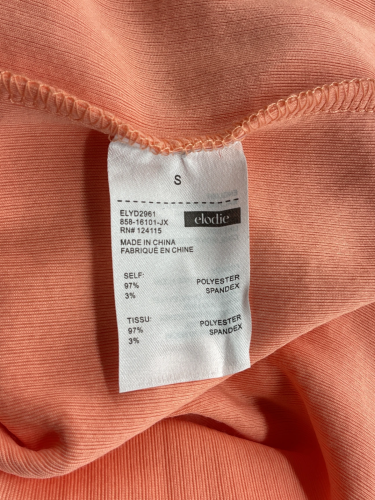 S
ELYD2961
858-16101-JX
elodie
RN# 124115
MADE IN CHINA
FABRIQUÉ EN CHINE
SELF:
97% POLYESTER
3% SPANDEX
TISSU:
97% POLYESTER
3% SPANDEX